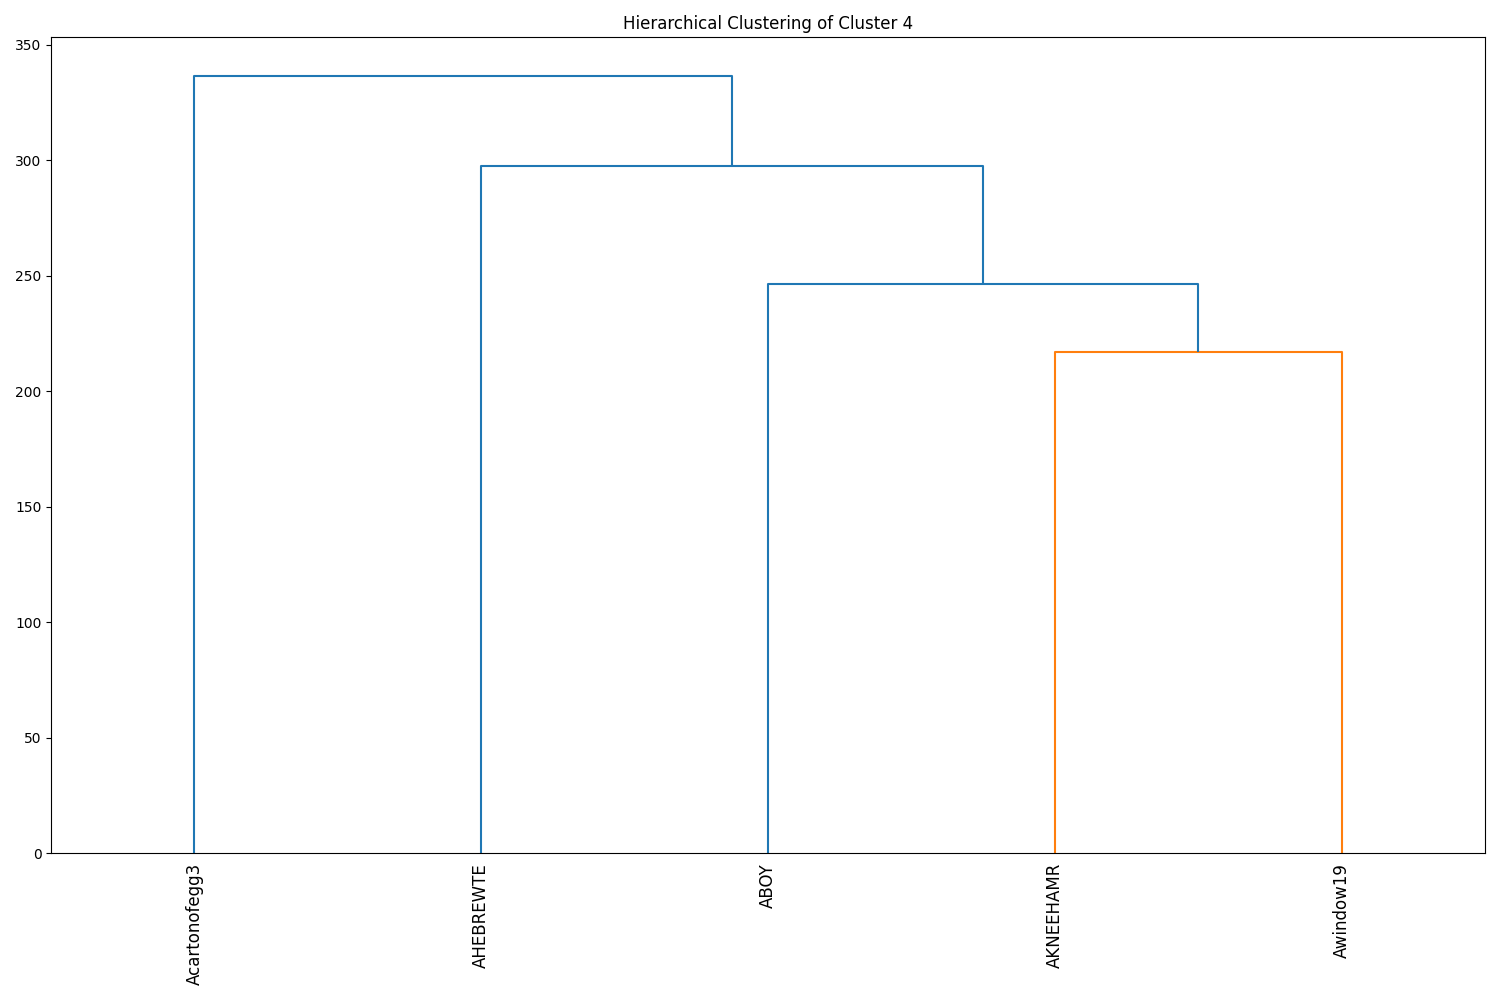 Hierarchical Clustering of Cluster 4
350
300
250
200
150
100
50
0
Acartonofegg3
AHEBREWTE
ABOY
AKNEEHAMR
Awindow19